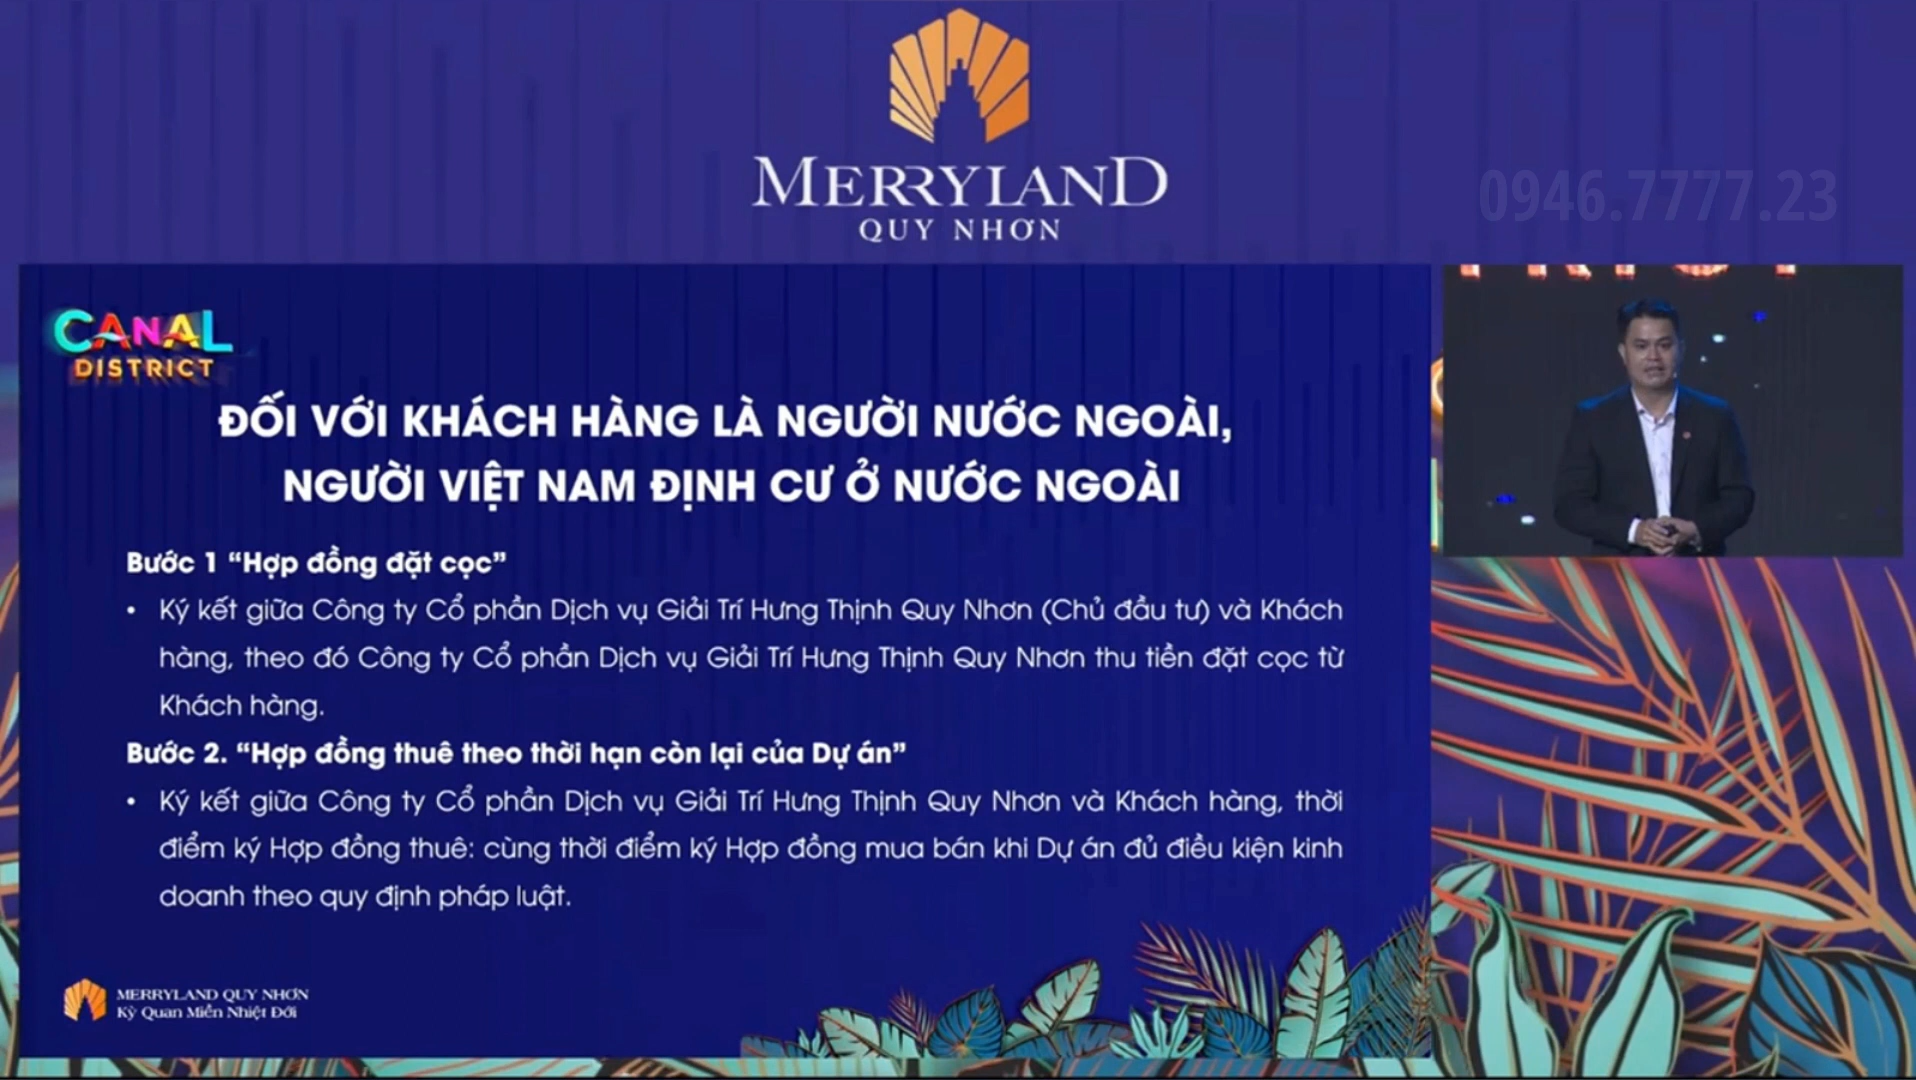 MERRYLAND
QUY NHƠN
0946.7777.23
CANAL
DISTRICT
ĐỐI VỚI KHÁCH HÀNG LÀ NGƯỜI NƯỚC NGOÀI,
NGƯỜI VIỆT NAM ĐỊNH CƯ Ở NƯỚC NGOÀI
Bước 1 “Hợp đồng đặt cọc”
• Ký kết giữa Công ty Cổ phần Dịch vụ Giải Trí Hưng Thịnh Quy Nhơn (Chủ đầu tư) và Khách
hàng, theo đó Công ty Cổ phần Dịch vụ Giải Trí Hưng Thịnh Quy Nhơn thu tiền đặt cọc từ
Khách hàng.
Bước 2. “Hợp đồng thuê theo thời hạn còn lại của Dự án”
• Ký kết giữa Công ty Cổ phần Dịch vụ Giải Trí Hưng Thịnh Quy Nhơn và Khách hàng, thời
điểm ký Hợp đồng thuê: cùng thời điểm ký Hợp đồng mua bán khi Dự án đủ điều kiện kinh
doanh theo quy định pháp luật.
MERRYLAND QUY NHƠN
Kỳ Quan Miền Nhiệt Đới